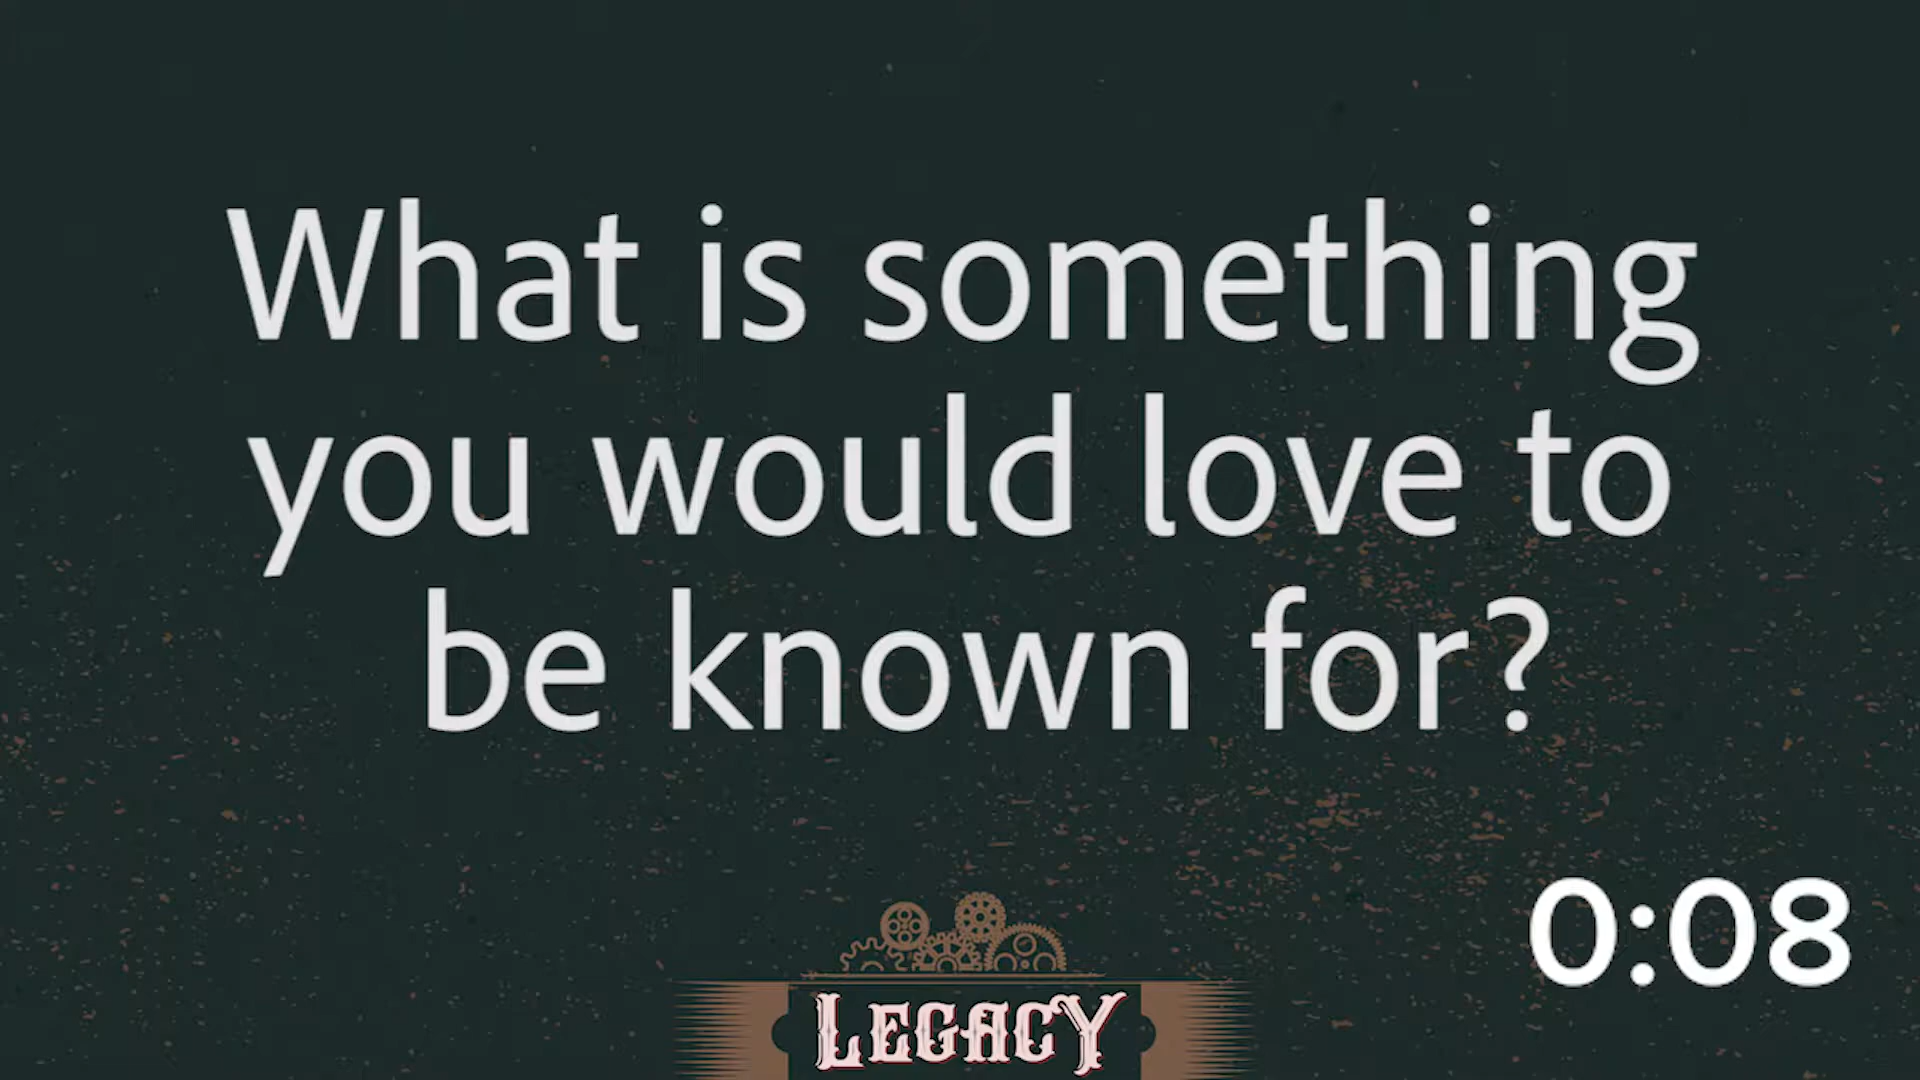 What is something
you would love to
be known for?
0:08
LEGACY